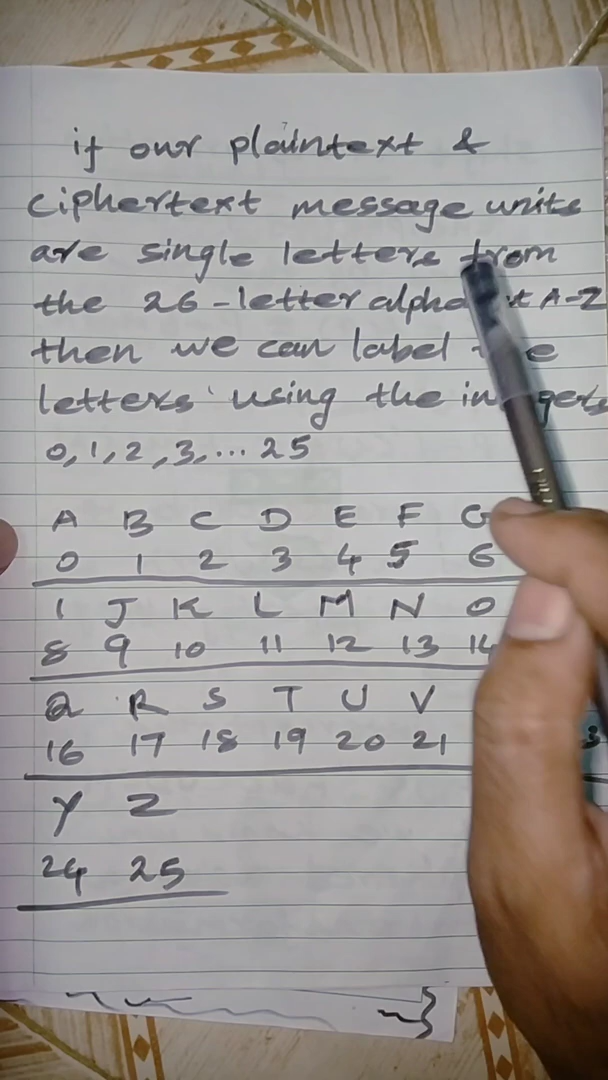 if our plaintext &
ciphertext message units
are single letters from
the 26-letter A-Z
then we can label
letters using the
0,1,2,3,... 25
A B C D E F G
0 1 2 3 4 5 6
I J K L M N O
8 9 10 11 12 13 14
Q R S T U V
16 17 18 19 20 21
Y Z
24 25